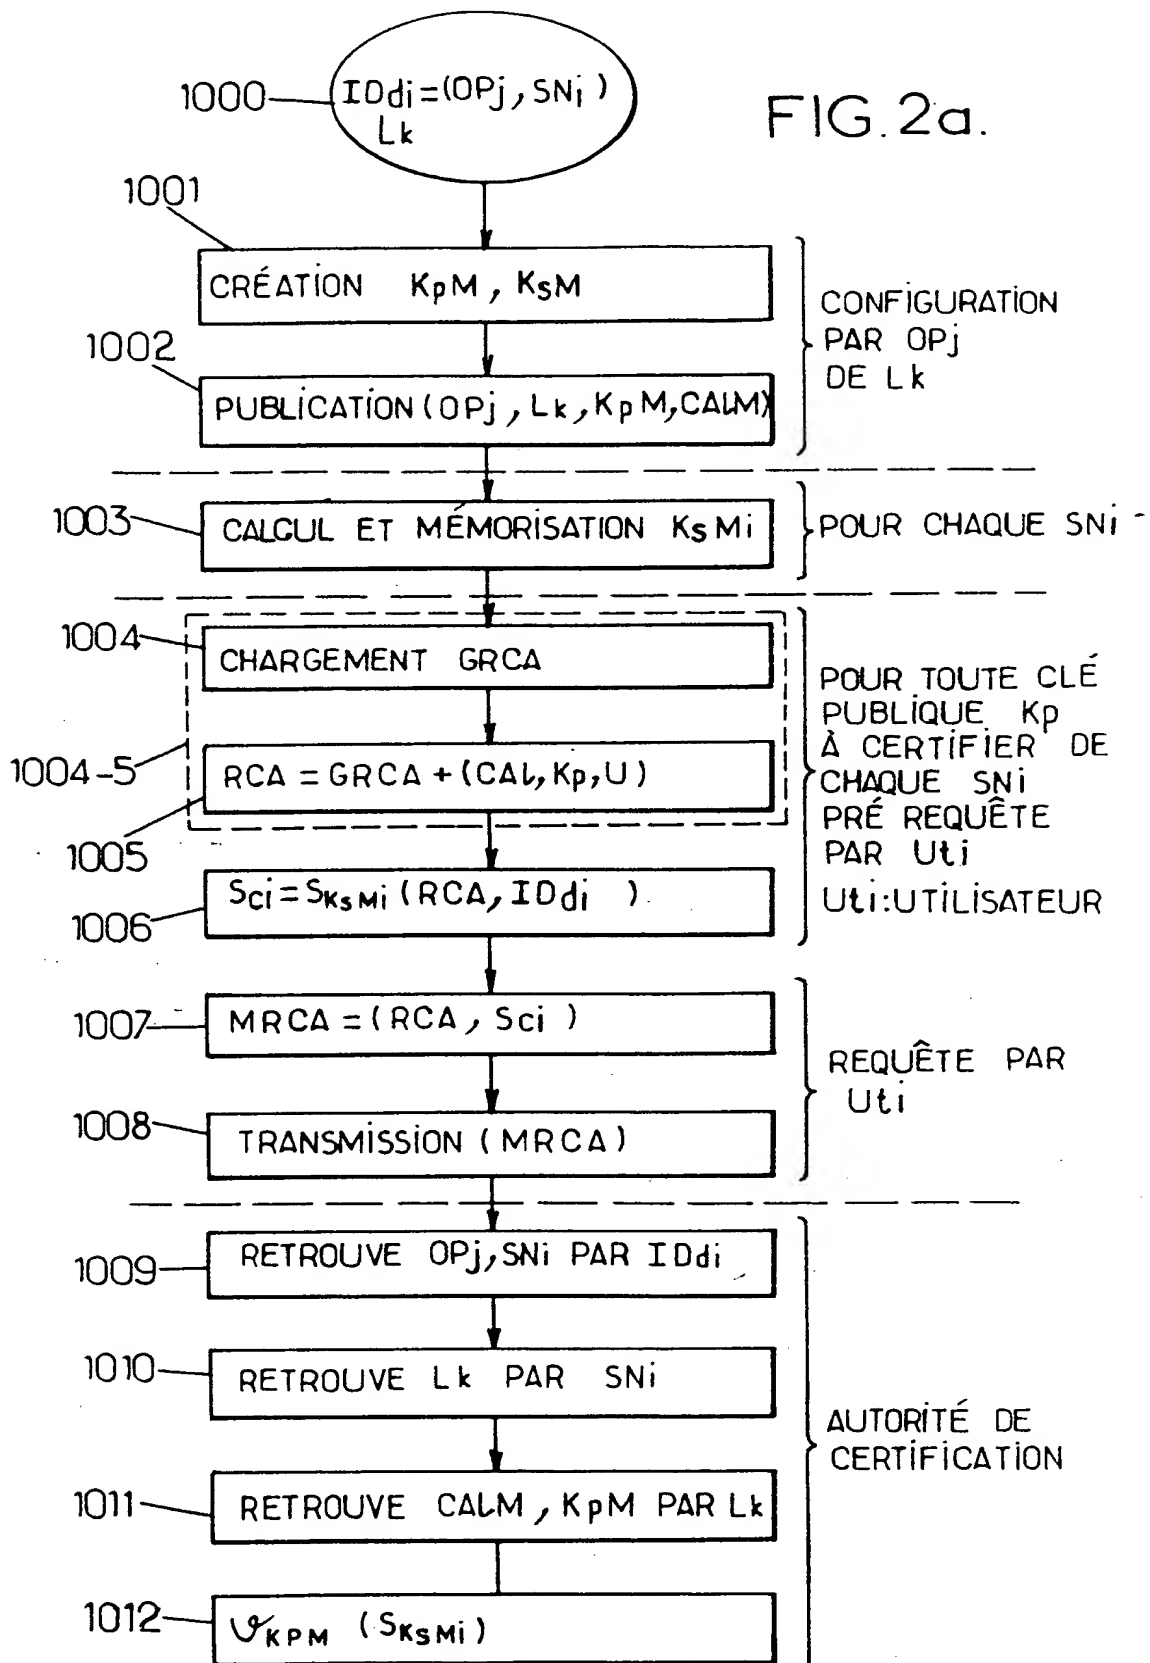 1000
IDdi=(OPj, SNi)
Lk
FIG.2a.
1001
CRÉATION KpM, KsM
1002
PUBLICATION(OPj, Lk, KpM, CALM)
CONFIGURATION
PAR OPj
DE Lk
1003
CALCUL ET MÉMORISATION KsMi
POUR CHAQUE SNi
1004
CHARGEMENT GRCA
1004-5
RCA = GRCA + (CAL, Kp, U)
1005
Sci=SKsMi (RCA, IDdi )
1006
POUR TOUTE CLÉ
PUBLIQUE Kp
À CERTIFIER DE
CHAQUE SNi
PRÉ REQUÊTE
PAR Uti
Uti:UTILISATEUR
1007
MRCA = (RCA, Sci )
1008
TRANSMISSION (MRCA)
REQUÊTE PAR
Uti
1009
RETROUVE OPj, SNi PAR IDdi
1010
RETROUVE Lk PAR SNi
1011
RETROUVE CALM, KpM PAR Lk
1012
𝒱KPM (SKsMi)
AUTORITÉ DE
CERTIFICATION